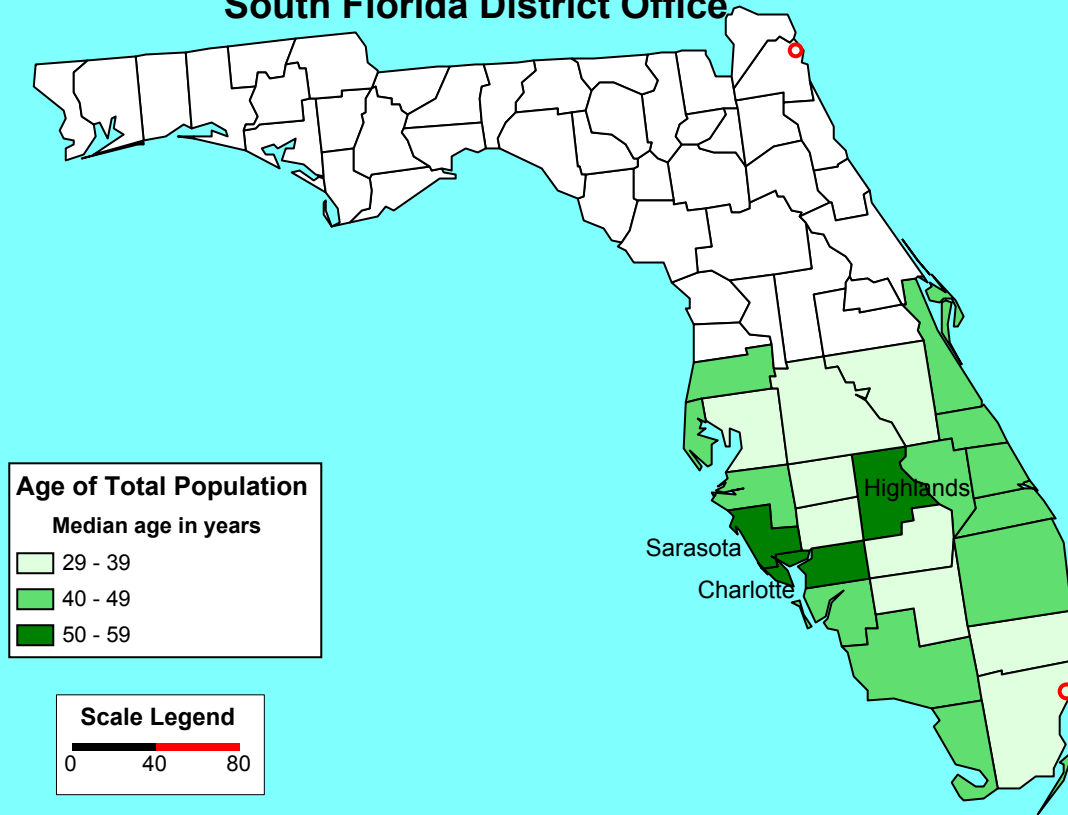 South Florida District Office
Highlands
Sarasota
Charlotte
Age of Total Population
Median age in years
29 - 39
40 - 49
50 - 59
Scale Legend
0 40 80